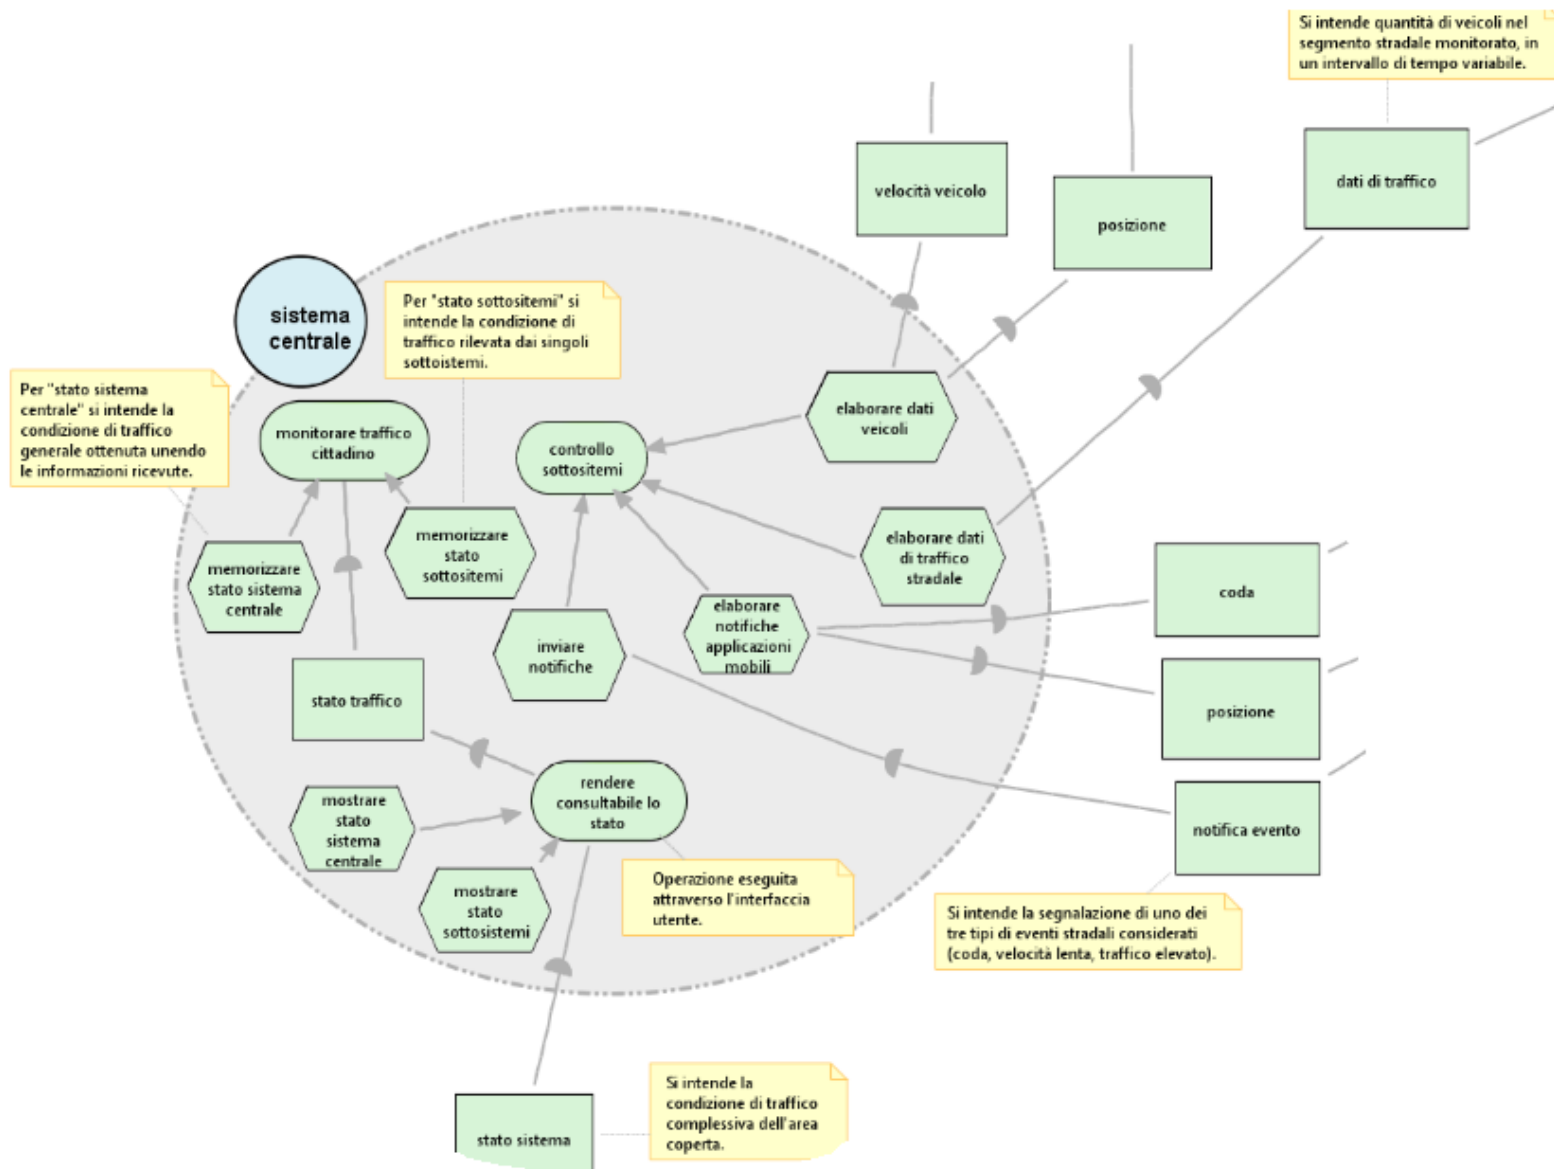 Si intende quantità di veicoli nel
segmento stradale monitorato, in
un intervallo di tempo variabile.
velocità veicolo
posizione
dati di traffico
sistema
centrale
Per "stato sottositemi" si
intende la condizione di
traffico rilevata dai singoli
sottoistemi.
Per "stato sistema
centrale" si intende la
condizione di traffico
generale ottenuta unendo
le informazioni ricevute.
monitorare traffico
cittadino
controllo
sottositemi
elaborare dati
veicoli
memorizzare
stato sistema
centrale
memorizzare
stato
sottositemi
elaborare dati
di traffico
stradale
inviare
notifiche
elaborare
notifiche
applicazioni
mobili
coda
posizione
notifica evento
stato traffico
rendere
consultabile lo
stato
mostrare
stato
sistema
centrale
mostrare
stato
sottosistemi
Operazione eseguita
attraverso l'interfaccia
utente.
Si intende la segnalazione di uno dei
tre tipi di eventi stradali considerati
(coda, velocità lenta, traffico elevato).
stato sistema
Si intende la
condizione di traffico
complessiva dell'area
coperta.